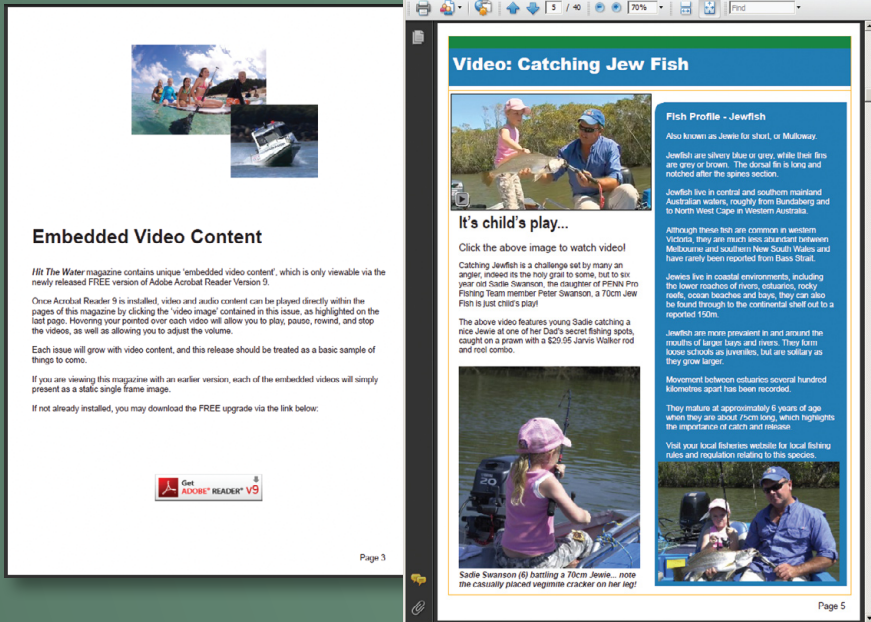 Embedded Video Content
Hit The Water magazine contains unique 'embedded video content', which is only viewable via the
newly released FREE version of Adobe Acrobat Reader Version 9.
Once Acrobat Reader 9 is installed, video and audio content can be played directly within the
pages of this magazine by clicking the 'video image' contained in this issue, as highlighted on the
last page. Hovering your pointed over each video will allow you to play, pause, rewind, and stop
the videos, as well as allowing you to adjust the volume.
Each issue will grow with video content, and this release should be treated as a basic sample of
things to come.
If you are viewing this magazine with an earlier version, each of the embedded videos will simply
present as a static single frame image.
If not already installed, you may download the FREE upgrade via the link below:
Get
ADOBE® READER® V9
Page 3
5 / 40 70% Find
Video: Catching Jew Fish
It's child's play...
Click the above image to watch video!
Catching Jewfish is a challenge set by many an
angler, indeed its the holy grail to some, but to six
year old Sadie Swanson, the daughter of PENN Pro
Fishing Team member Peter Swanson, a 70cm Jew
Fish is just child's play!
The above video features young Sadie catching a
nice Jewie at one of her Dad's secret fishing spots,
caught on a prawn with a $29.95 Jarvis Walker rod
and reel combo.
20
Sadie Swanson (6) battling a 70cm Jewie... note
the casually placed vegimite cracker on her leg!
Fish Profile - Jewfish
Also known as Jewie for short, or Mulloway.
Jewfish are silvery blue or grey, while their fins
are grey or brown. The dorsal fin is long and
notched after the spines section.
Jewfish live in central and southern mainland
Australian waters, roughly from Bundaberg and
to North West Cape in Western Australia.
Although these fish are common in western
Victoria, they are much less abundant between
Melbourne and southern New South Wales and
have rarely been reported from Bass Strait.
Jewies live in coastal environments, including
the lower reaches of rivers, estuaries, rocky
reefs, ocean beaches and bays, they can also
be found through to the continental shelf out to a
reported 150m.
Jewfish are more prevalent in and around the
mouths of larger bays and rivers. They form
loose schools as juveniles, but are solitary as
they grow larger.
Movement between estuaries several hundred
kilometres apart has been recorded.
They mature at approximately 6 years of age
when they are about 75cm long, which highlights
the importance of catch and release
Visit your local fisheries website for local fishing
rules and regulation relating to this species.
Page 5